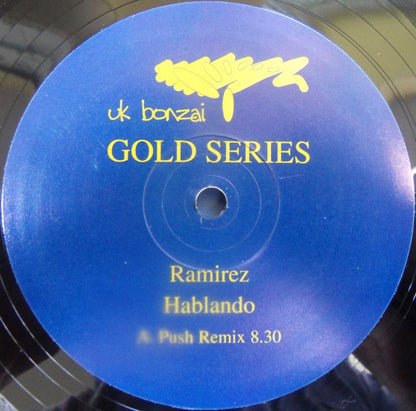 uk bonzai
GOLD SERIES
Ramirez
Hablando
A. Push Remix 8.30